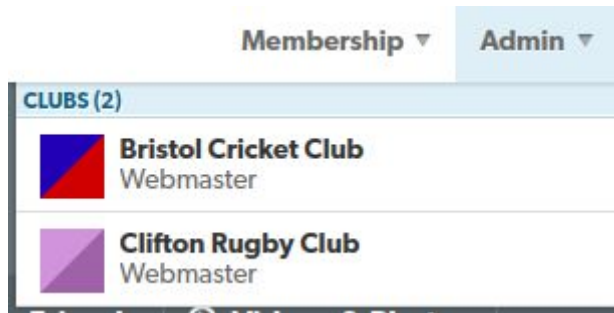 Membership ▼ Admin ▼
CLUBS (2)
Bristol Cricket Club
Webmaster
Clifton Rugby Club
Webmaster